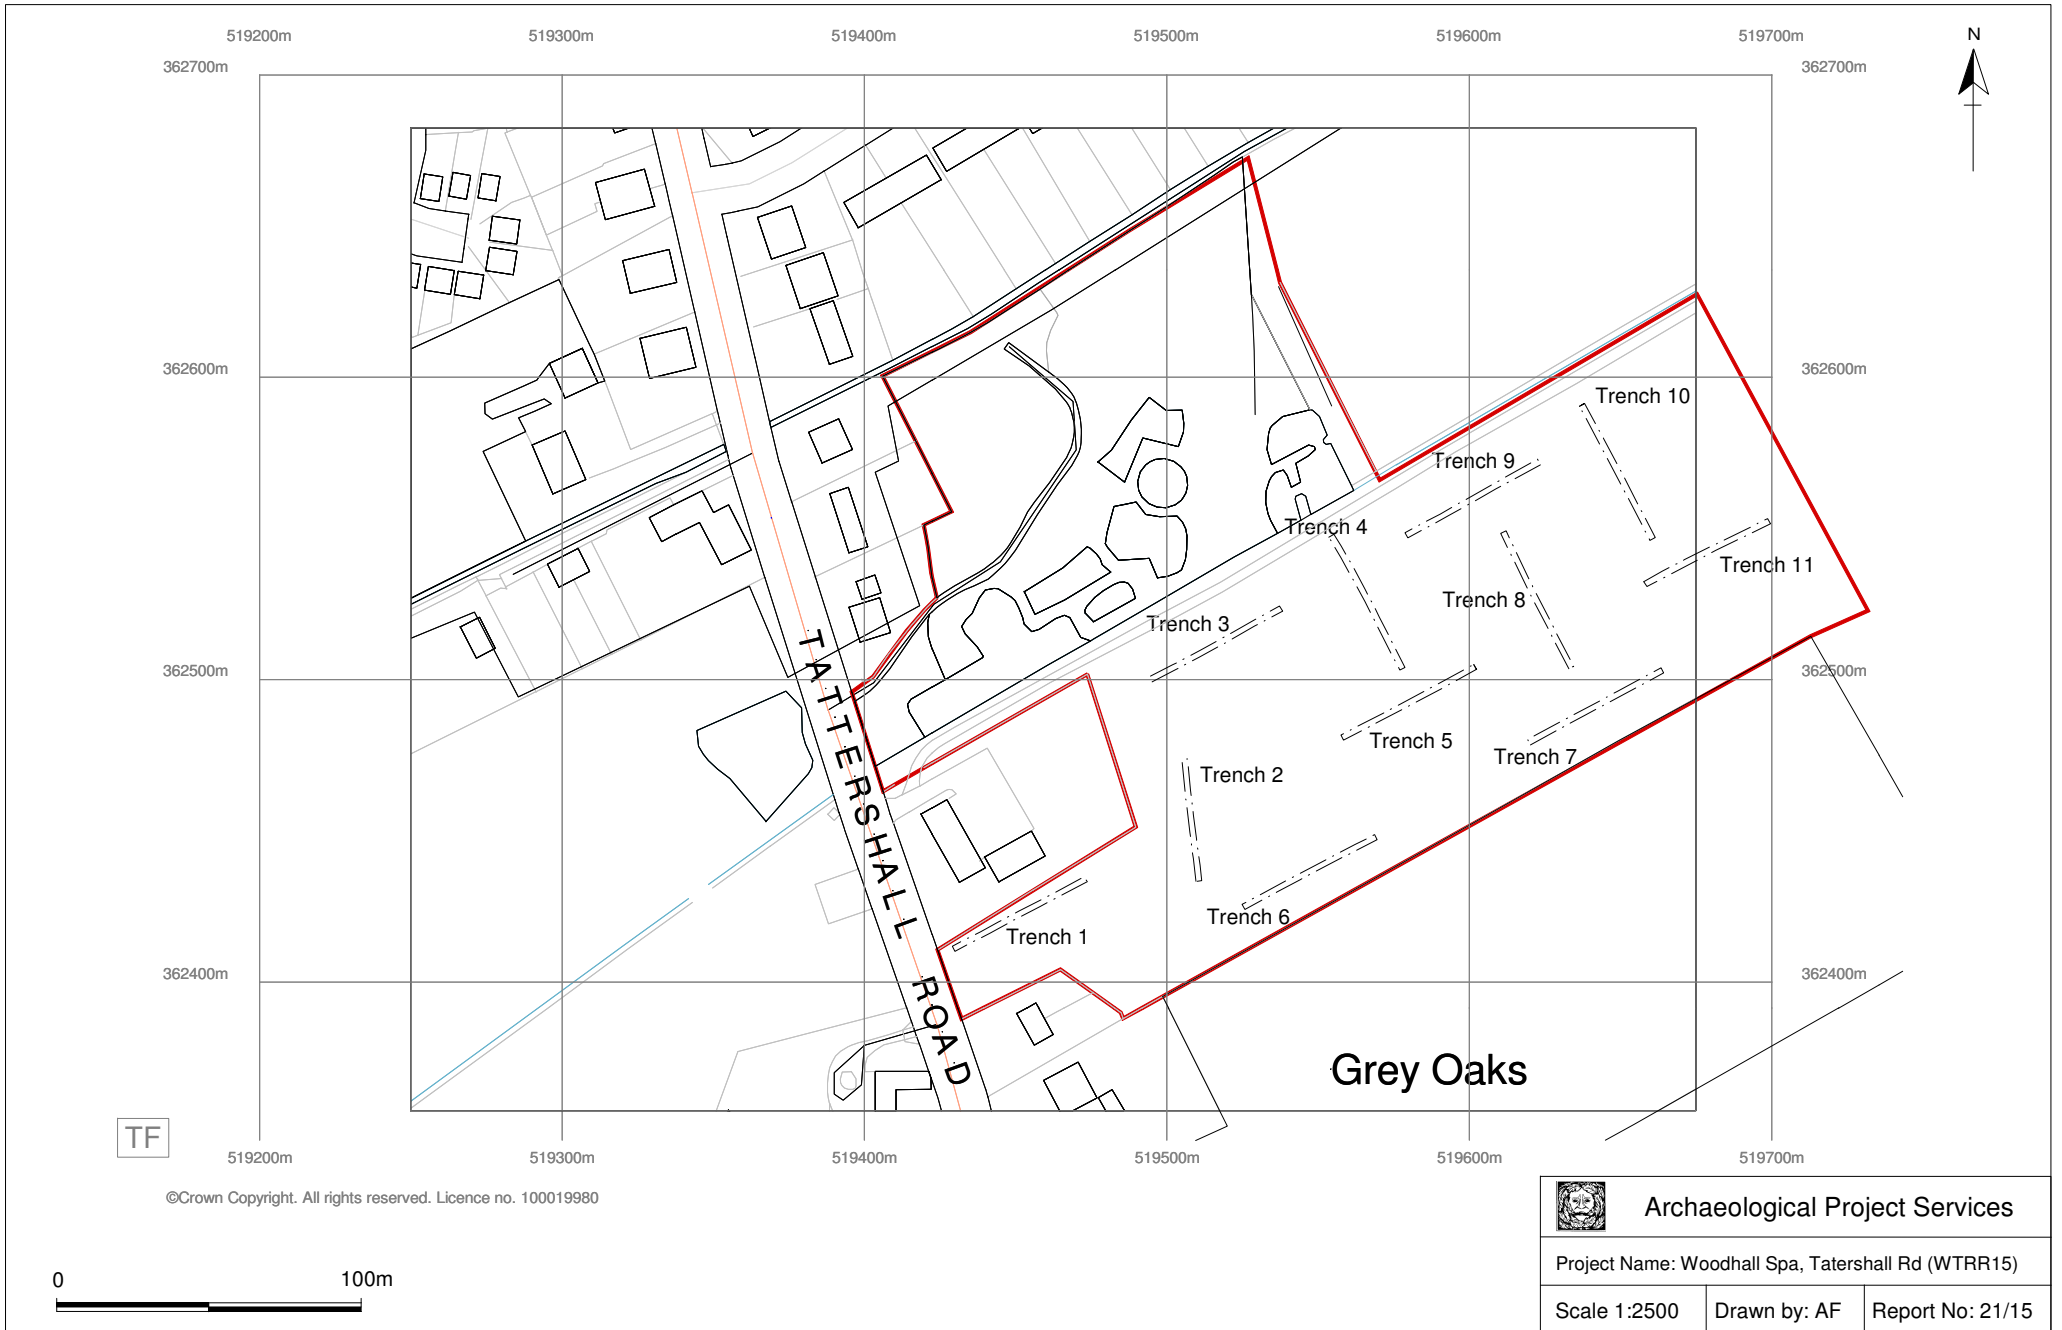 519200m 519300m 519400m 519500m 519600m 519700m
N
362700m 362700m
362600m 362600m
Trench 10
Trench 9
Trench 4
Trench 11
Trench 8
Trench 3
362500m 362500m
Trench 5
Trench 7
Trench 2
Trench 6
Trench 1
TATTERSHALL ROAD
362400m 362400m
Grey Oaks
TF
519200m 519300m 519400m 519500m 519600m 519700m
©Crown Copyright. All rights reserved. Licence no. 100019980
0 100m
Archaeological Project Services
Project Name: Woodhall Spa, Tatershall Rd (WTRR15)
Scale 1:2500 Drawn by: AF Report No: 21/15